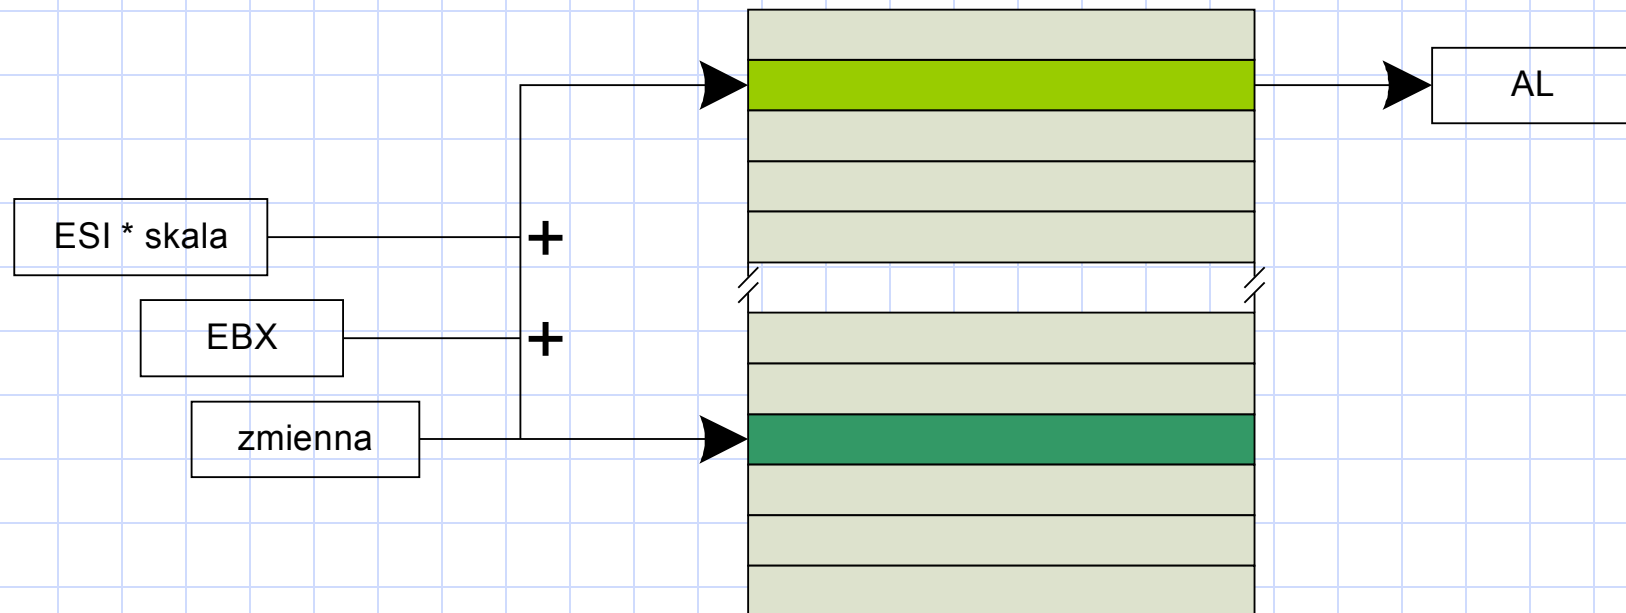 AL
ESI * skala
+
EBX
+
zmienna